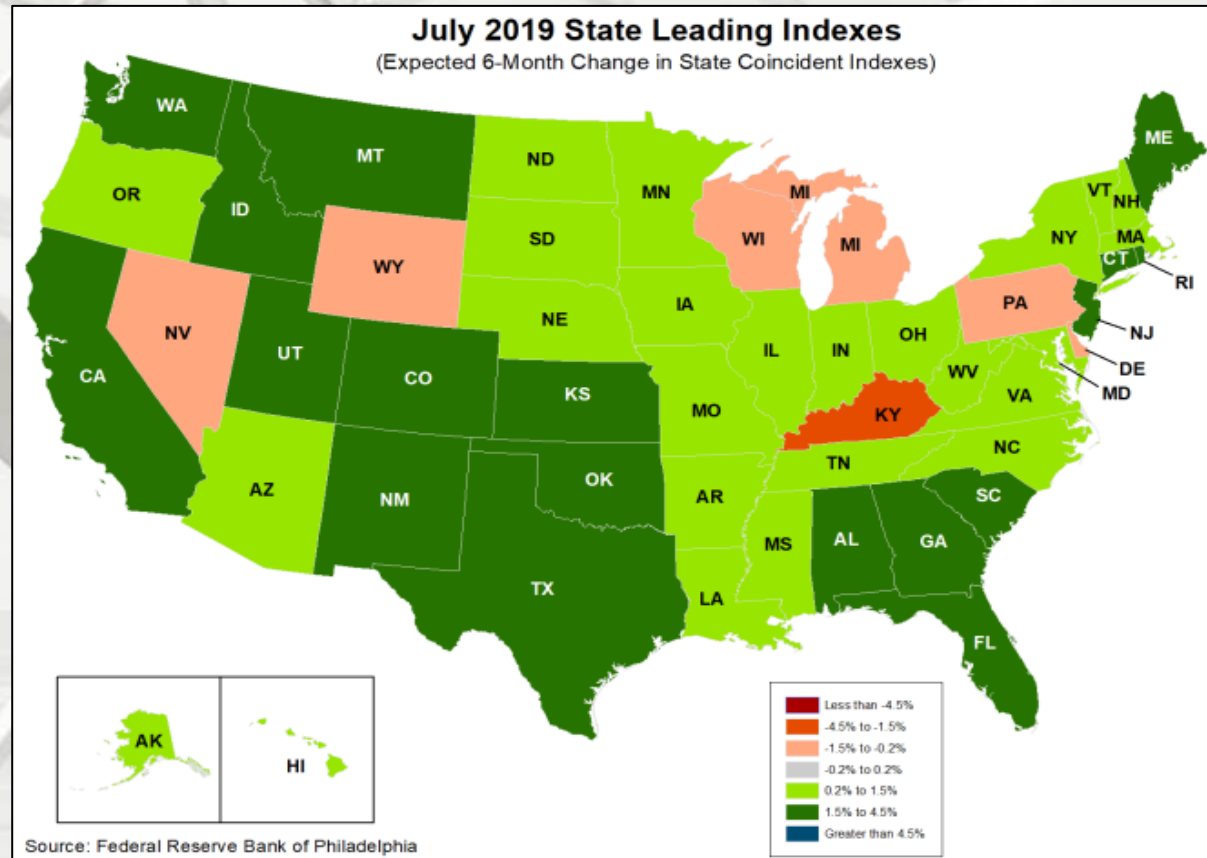 July 2019 State Leading Indexes
(Expected 6-Month Change in State Coincident Indexes)
WA
MT
ND
MN
ME
OR
ID
SD
WI
MI
MI
VT
NH
NY
MA
CT
RI
WY
NV
NE
IA
PA
NJ
DE
MD
CA
UT
CO
KS
MO
IL
IN
OH
WV
VA
KY
AZ
NM
OK
AR
TN
NC
SC
TX
LA
MS
AL
GA
FL
AK
HI
Less than -4.5%
-4.5% to -1.5%
-1.5% to -0.2%
-0.2% to 0.2%
0.2% to 1.5%
1.5% to 4.5%
Greater than 4.5%
Source: Federal Reserve Bank of Philadelphia